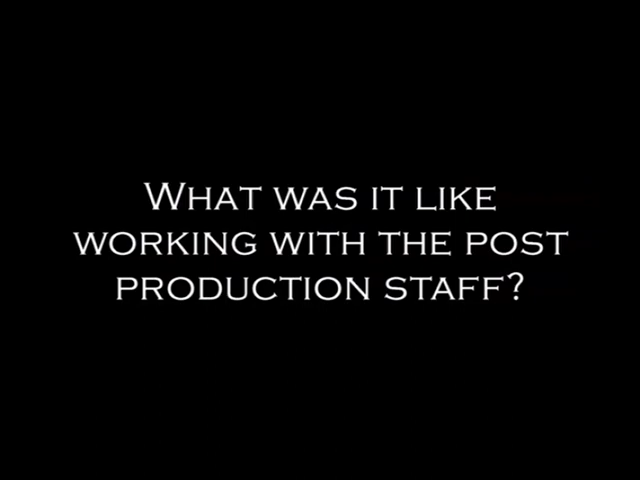 What was it like
working with the post
production staff?